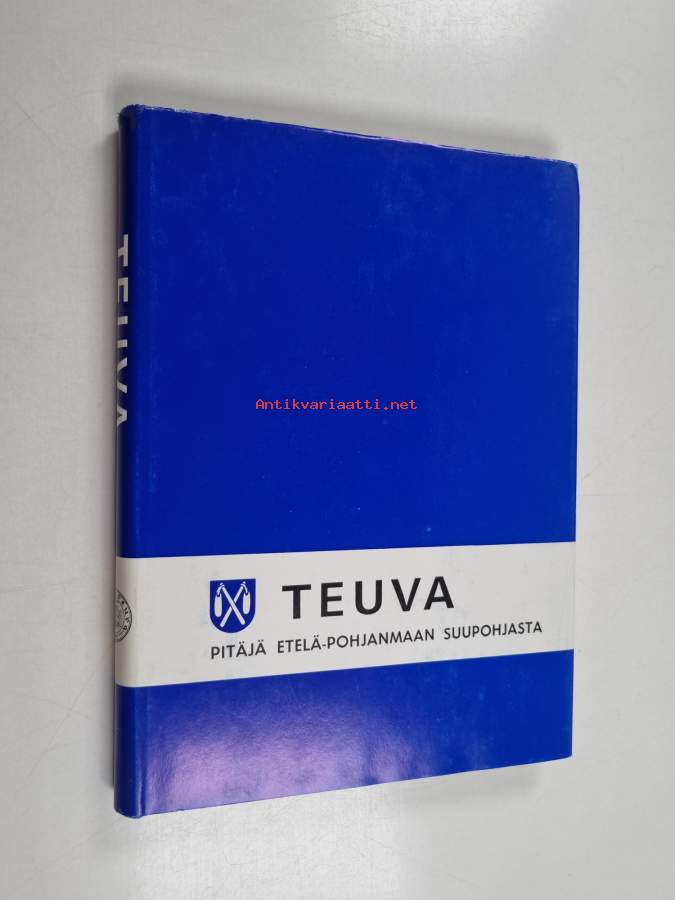 TEUVA
Antikvariaatti.net
TEUVA
PITÄJÄ ETELÄ-POHJANMAAN SUUPOHJASTA